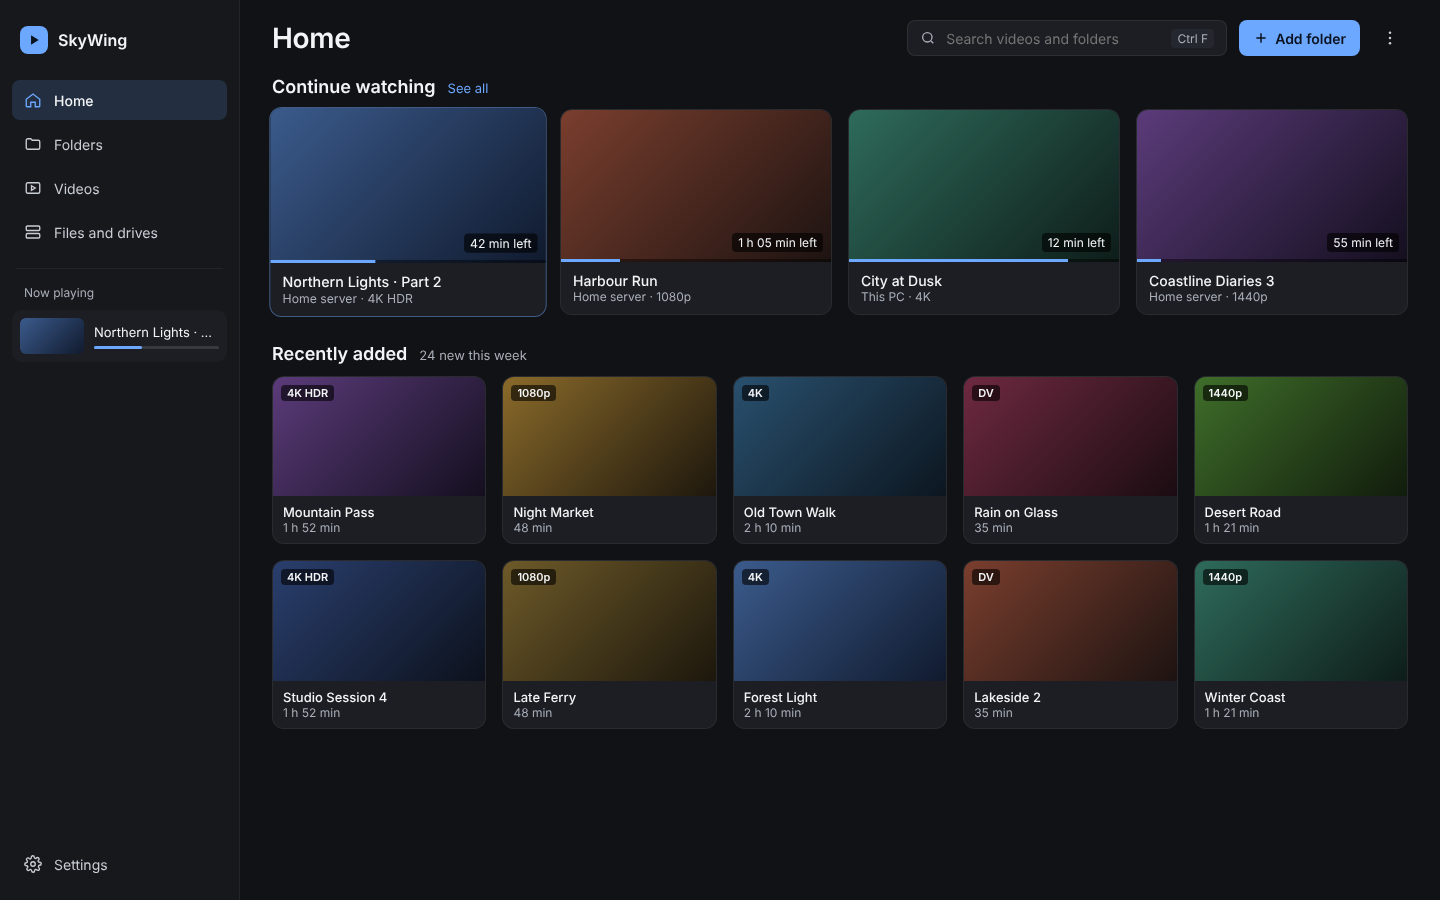 SkyWing
Home
Folders
Videos
Files and drives
Now playing
Northern Lights · ...
Settings
Home
Search videos and folders
Ctrl F
Add folder
Continue watching
See all
42 min left
Northern Lights · Part 2
Home server · 4K HDR
1 h 05 min left
Harbour Run
Home server · 1080p
12 min left
City at Dusk
This PC · 4K
55 min left
Coastline Diaries 3
Home server · 1440p
Recently added
24 new this week
4K HDR
Mountain Pass
1 h 52 min
1080p
Night Market
48 min
4K
Old Town Walk
2 h 10 min
DV
Rain on Glass
35 min
1440p
Desert Road
1 h 21 min
4K HDR
Studio Session 4
1 h 52 min
1080p
Late Ferry
48 min
4K
Forest Light
2 h 10 min
DV
Lakeside 2
35 min
1440p
Winter Coast
1 h 21 min